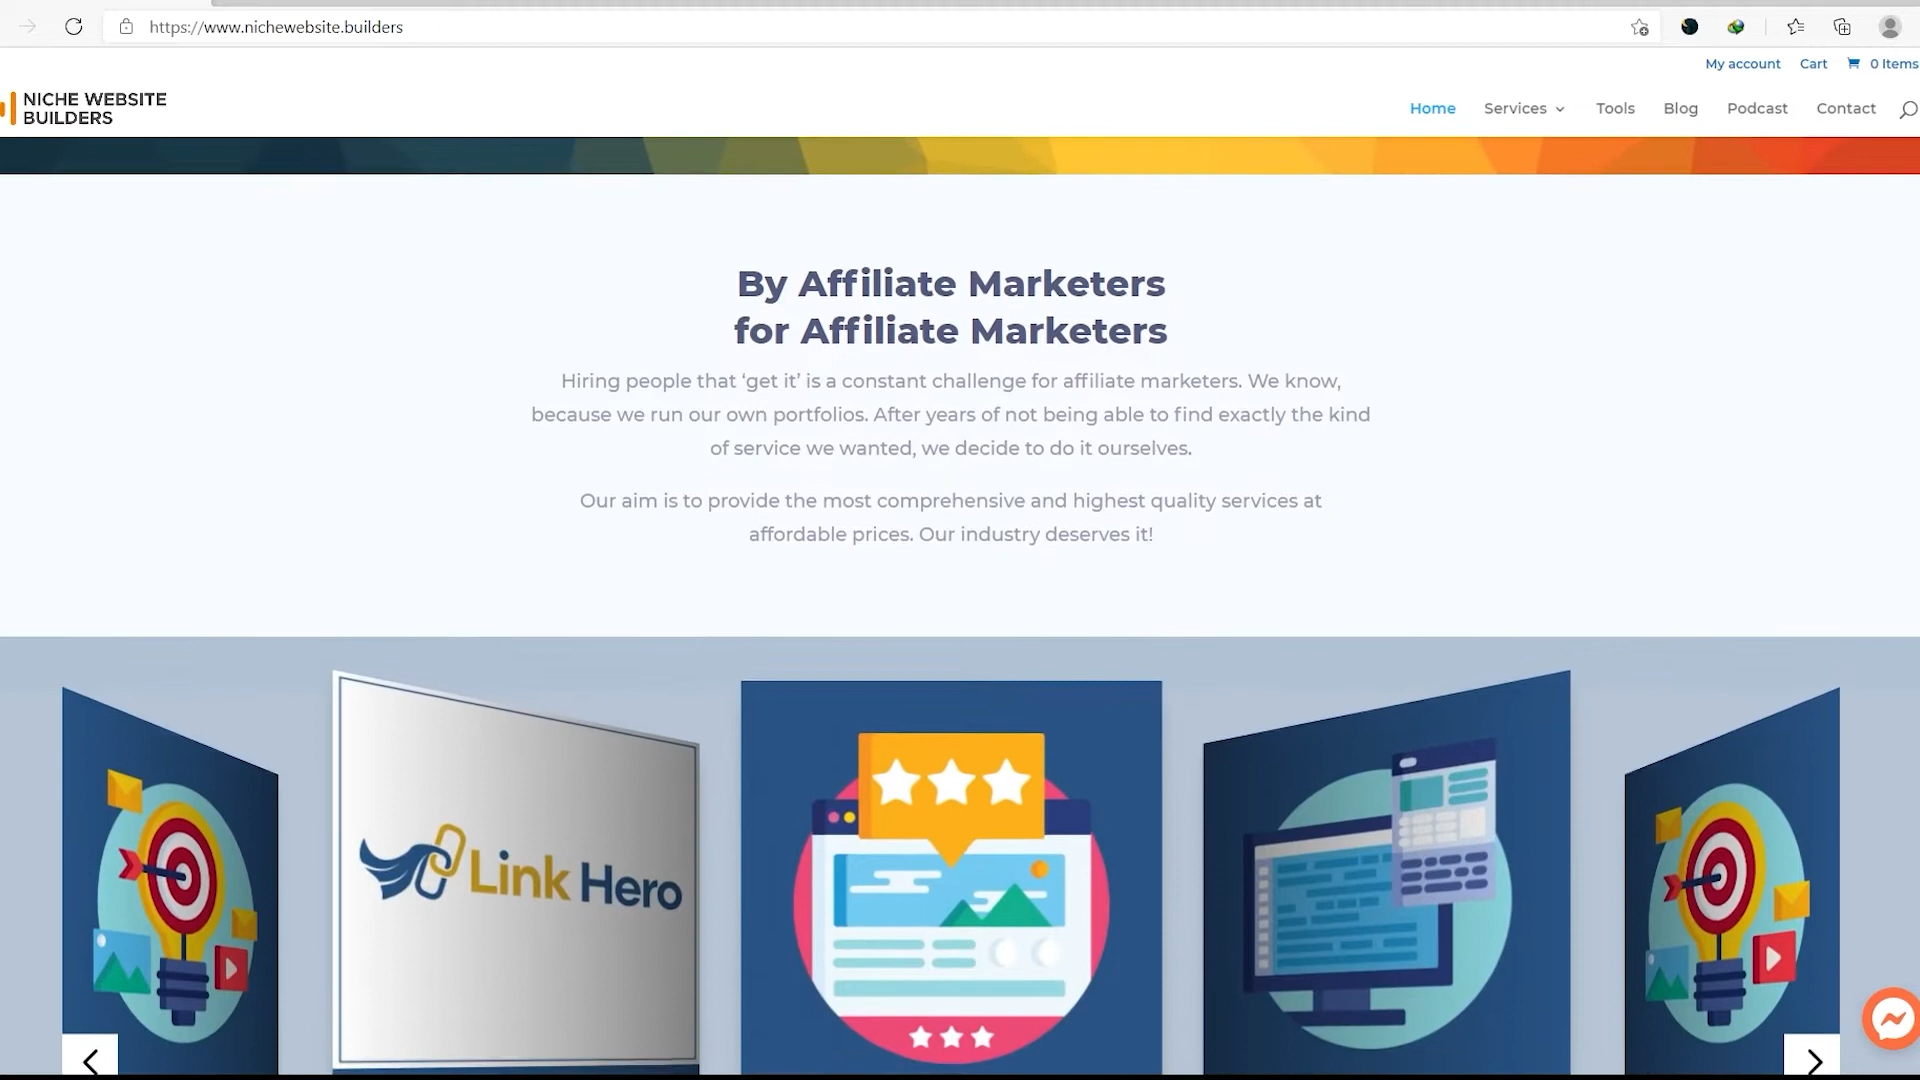 https://www.nichewebsite.builders
My account Cart 0 Items
NICHE WEBSITE
BUILDERS
Home Services Tools Blog Podcast Contact
By Affiliate Marketers
for Affiliate Marketers
Hiring people that ‘get it’ is a constant challenge for affiliate marketers. We know,
because we run our own portfolios. After years of not being able to find exactly the kind
of service we wanted, we decide to do it ourselves.
Our aim is to provide the most comprehensive and highest quality services at
affordable prices. Our industry deserves it!
Link Hero